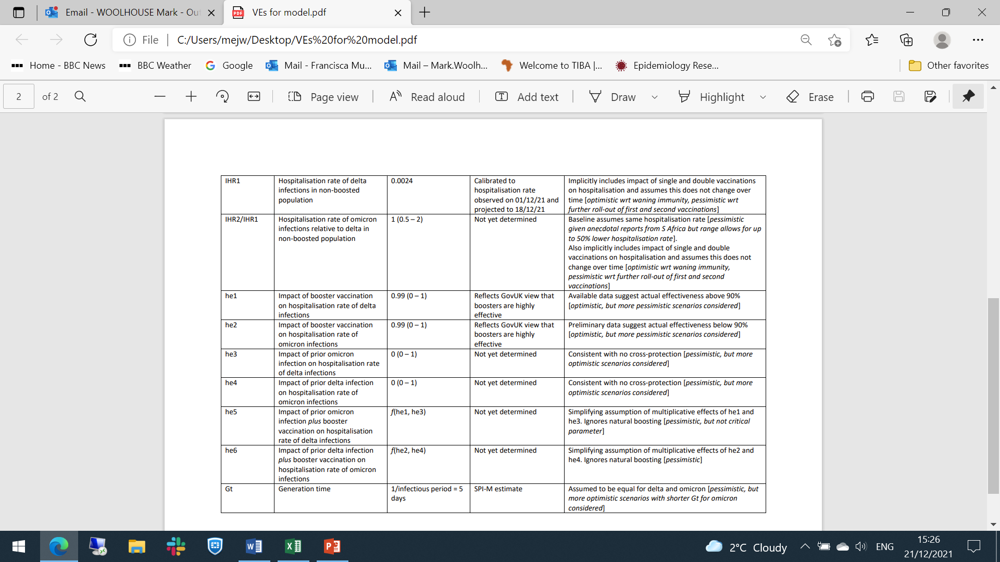 Email - WOOLHOUSE Mark - Out
VEs for model.pdf
File
C:/Users/mejw/Desktop/VEs%20for%20model.pdf
Home - BBC News
BBC Weather
Google
Mail - Francisca Mu...
Mail – Mark.Woolh...
Welcome to TIBA |...
Epidemiology Rese...
Other favorites
2 of 2
Page view
Read aloud
Add text
Draw
Highlight
Erase
IHR1
Hospitalisation rate of delta
infections in non-boosted
population
0.0024
Calibrated to
hospitalisation rate
observed on 01/12/21 and
projected to 18/12/21
Implicitly includes impact of single and double vaccinations
on hospitalisation and assumes this does not change over
time [optimistic wrt waning immunity, pessimistic wrt
further roll-out of first and second vaccinations]
IHR2/IHR1
Hospitalisation rate of omicron
infections relative to delta in
non-boosted population
1 (0.5 – 2)
Not yet determined
Baseline assumes same hospitalisation rate [pessimistic
given anecdotal reports from S Africa but range allows for up
to 50% lower hospitalisation rate].
Also implicitly includes impact of single and double
vaccinations on hospitalisation and assumes this does not
change over time [optimistic wrt waning immunity,
pessimistic wrt further roll-out of first and second
vaccinations]
he1
Impact of booster vaccination
on hospitalisation rate of delta
infections
0.99 (0 – 1)
Reflects GovUK view that
boosters are highly
effective
Available data suggest actual effectiveness above 90%
[optimistic, but more pessimistic scenarios considered]
he2
Impact of booster vaccination
on hospitalisation rate of
omicron infections
0.99 (0 – 1)
Reflects GovUK view that
boosters are highly
effective
Preliminary data suggest actual effectiveness below 90%
[optimistic, but more pessimistic scenarios considered]
he3
Impact of prior omicron
infection on hospitalisation rate
of delta infections
0 (0 – 1)
Not yet determined
Consistent with no cross-protection [pessimistic, but more
optimistic scenarios considered]
he4
Impact of prior delta infection
on hospitalisation rate of
omicron infections
0 (0 – 1)
Not yet determined
Consistent with no cross-protection [pessimistic, but more
optimistic scenarios considered]
he5
Impact of prior omicron
infection plus booster
vaccination on hospitalisation
rate of delta infections
f(he1, he3)
Not yet determined
Simplifying assumption of multiplicative effects of he1 and
he3. Ignores natural boosting [pessimistic, but not critical
parameter]
he6
Impact of prior delta infection
plus booster vaccination on
hospitalisation rate of omicron
infections
f(he2, he4)
Not yet determined
Simplifying assumption of multiplicative effects of he2 and
he4. Ignores natural boosting [pessimistic]
Gt
Generation time
1/infectious period = 5
days
SPI-M estimate
Assumed to be equal for delta and omicron [pessimistic, but
more optimistic scenarios with shorter Gt for omicron
considered]
2°C Cloudy
ENG
15:26
21/12/2021